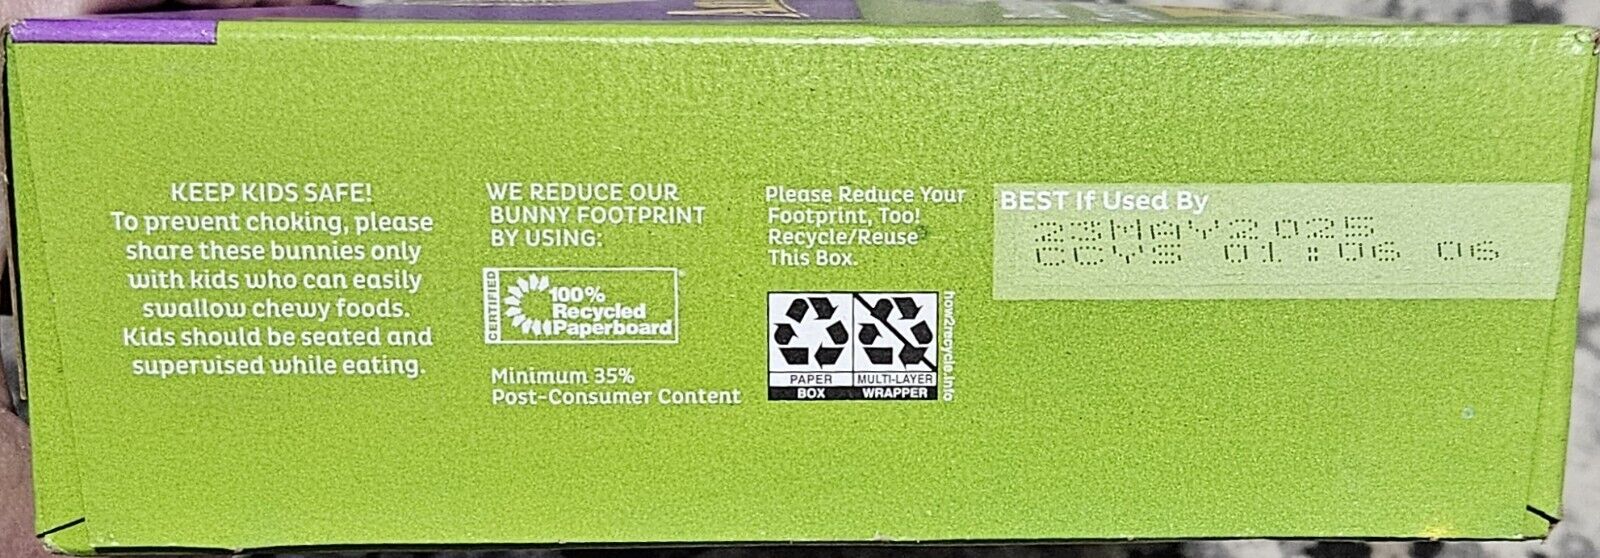 KEEP KIDS SAFE!
To prevent choking, please
share these bunnies only
with kids who can easily
swallow chewy foods.
Kids should be seated and
supervised while eating.
WE REDUCE OUR
BUNNY FOOTPRINT
BY USING:
CERTIFIED
100%
Recycled
Paperboard
Minimum 35%
Post-Consumer Content
Please Reduce Your
Footprint, Too!
Recycle/Reuse
This Box.
PAPER
BOX
MULTI-LAYER
WRAPPER
how2recycle.info
BEST If Used By
23May2025
01:06 06